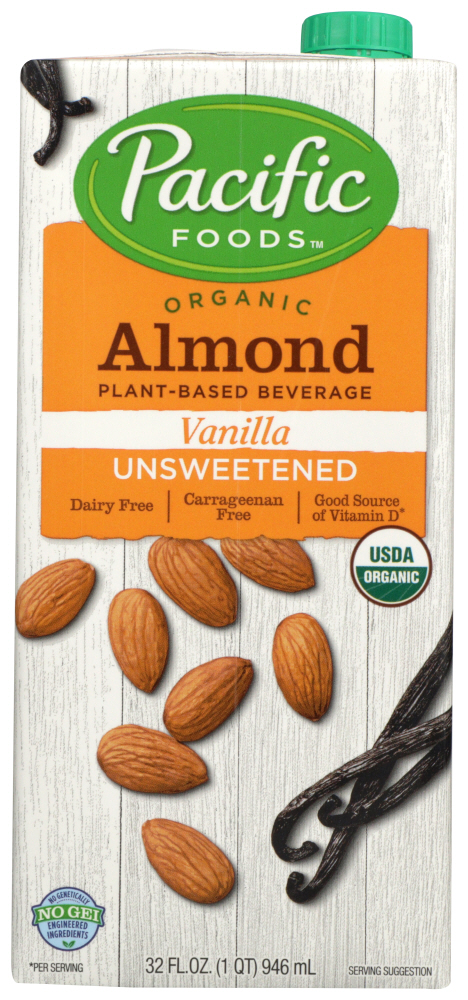 Pacific
FOODS™
ORGANIC
Almond
PLANT-BASED BEVERAGE
Vanilla
UNSWEETENED
Dairy Free
Carrageenan
Free
Good Source
of Vitamin D*
USDA
ORGANIC
NO GENETICALLY
NO GEI
ENGINEERED
INGREDIENTS
*PER SERVING
32 FL.OZ. (1 QT) 946 mL
SERVING SUGGESTION